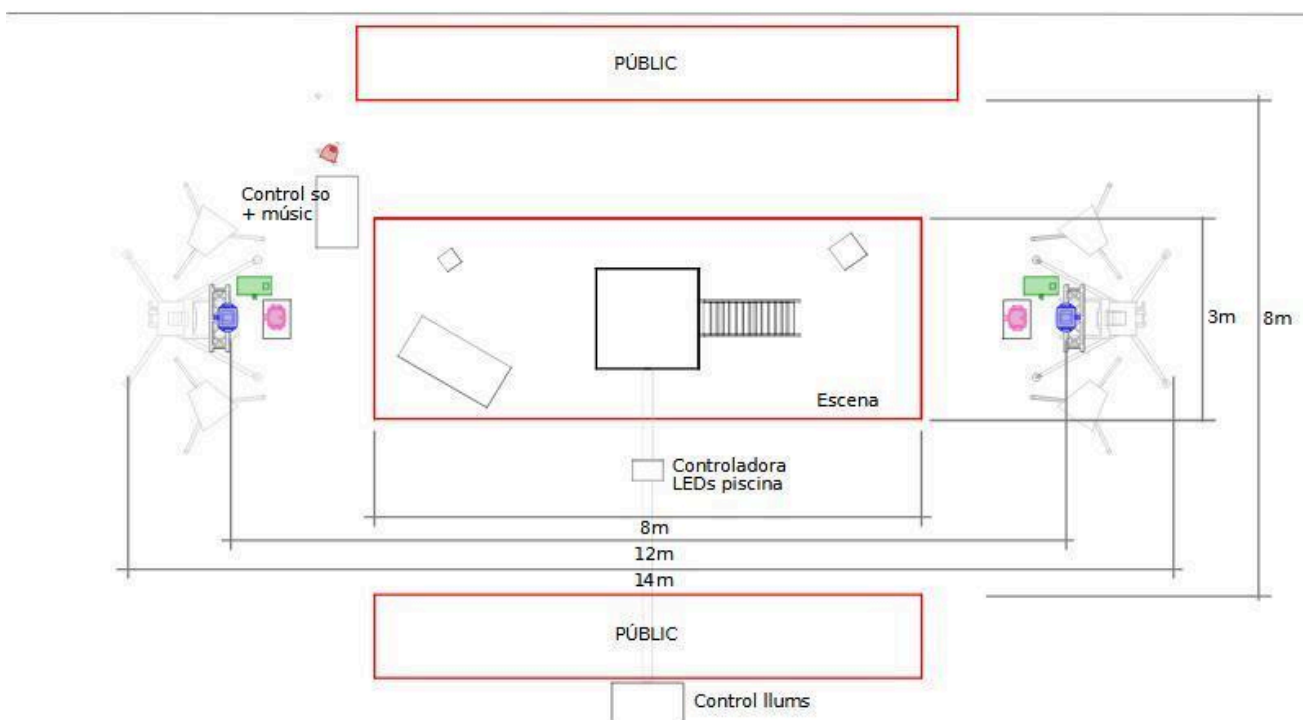 PÚBLIC
Control so
+ músic
3m
8m
Escena
Controladora
LEDs piscina
8m
12m
14m
PÚBLIC
Control llums